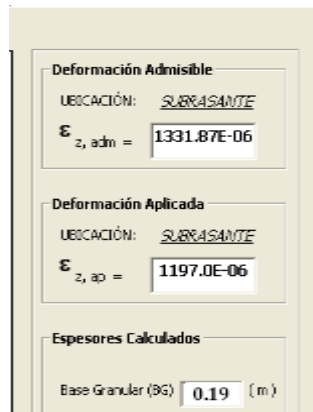 Deformación Admisible
UBICACIÓN: SUBRASANTE
ε z, adm = 1331.87E-06
Deformación Aplicada
UBICACIÓN: SUBRASANTE
ε z, ap = 1197.0E-06
Espesores Calculados
Base Granular (BG) 0.19 (m)